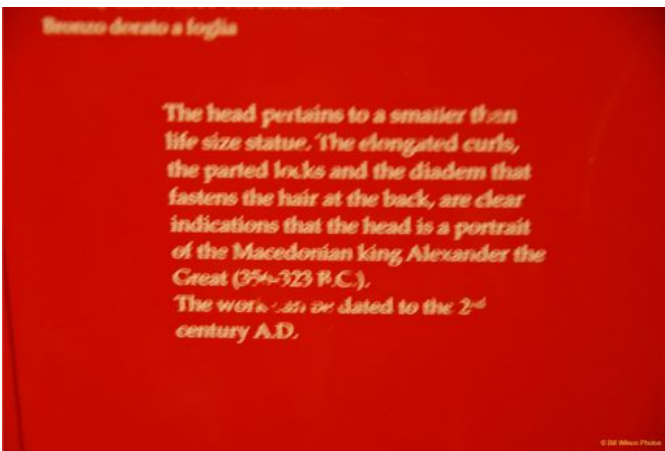 Bronzo dorato a foglia
The head pertains to a smaller than
life size statue. The elongated curls,
the parted locks and the diadem that
fastens the hair at the back, are clear
indications that the head is a portrait
of the Macedonian king Alexander the
Great (356-323 B.C.).
The work can be dated to the 2nd
century A.D.
© Bill Wilson Photos